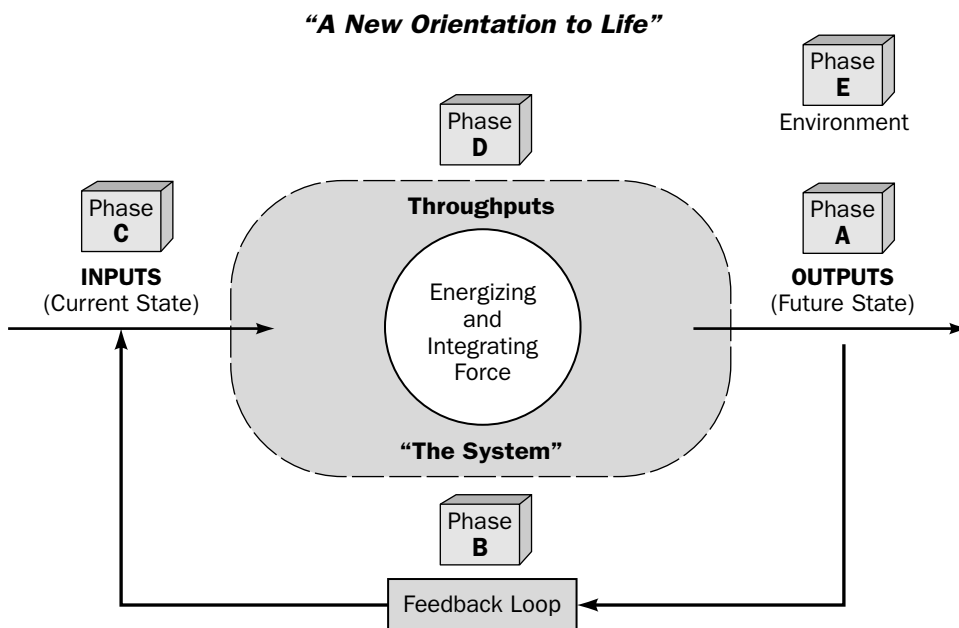 “A New Orientation to Life”
Phase
E
Environment
Phase
D
Phase
C
INPUTS
(Current State)
Throughputs
Energizing
and
Integrating
Force
“The System”
Phase
A
OUTPUTS
(Future State)
Phase
B
Feedback Loop